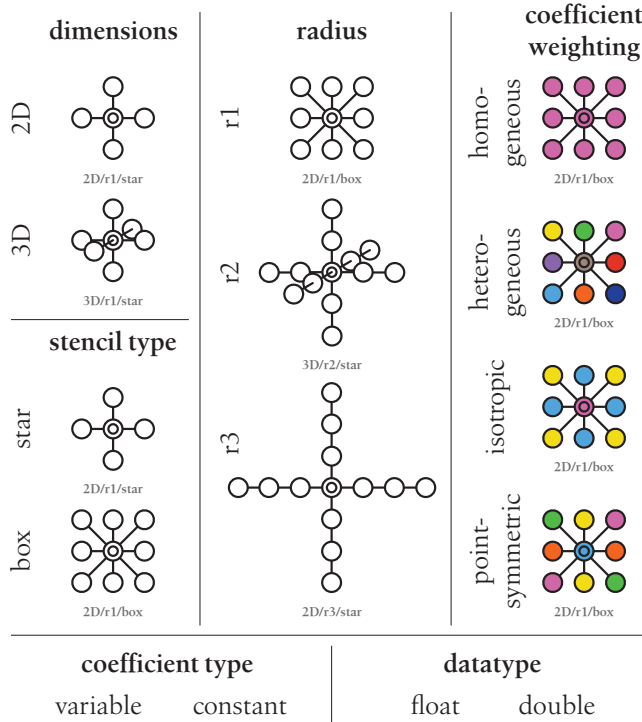 dimensions
2D
2D/r1/star
3D
3D/r1/star
stencil type
star
2D/r1/star
box
2D/r1/box
radius
r1
2D/r1/box
r2
3D/r2/star
r3
2D/r3/star
coefficient
weighting
homo-
geneous
2D/r1/box
hetero-
geneous
2D/r1/box
isotropic
2D/r1/box
point-
symmetric
2D/r1/box
coefficient type
variable constant
datatype
float double